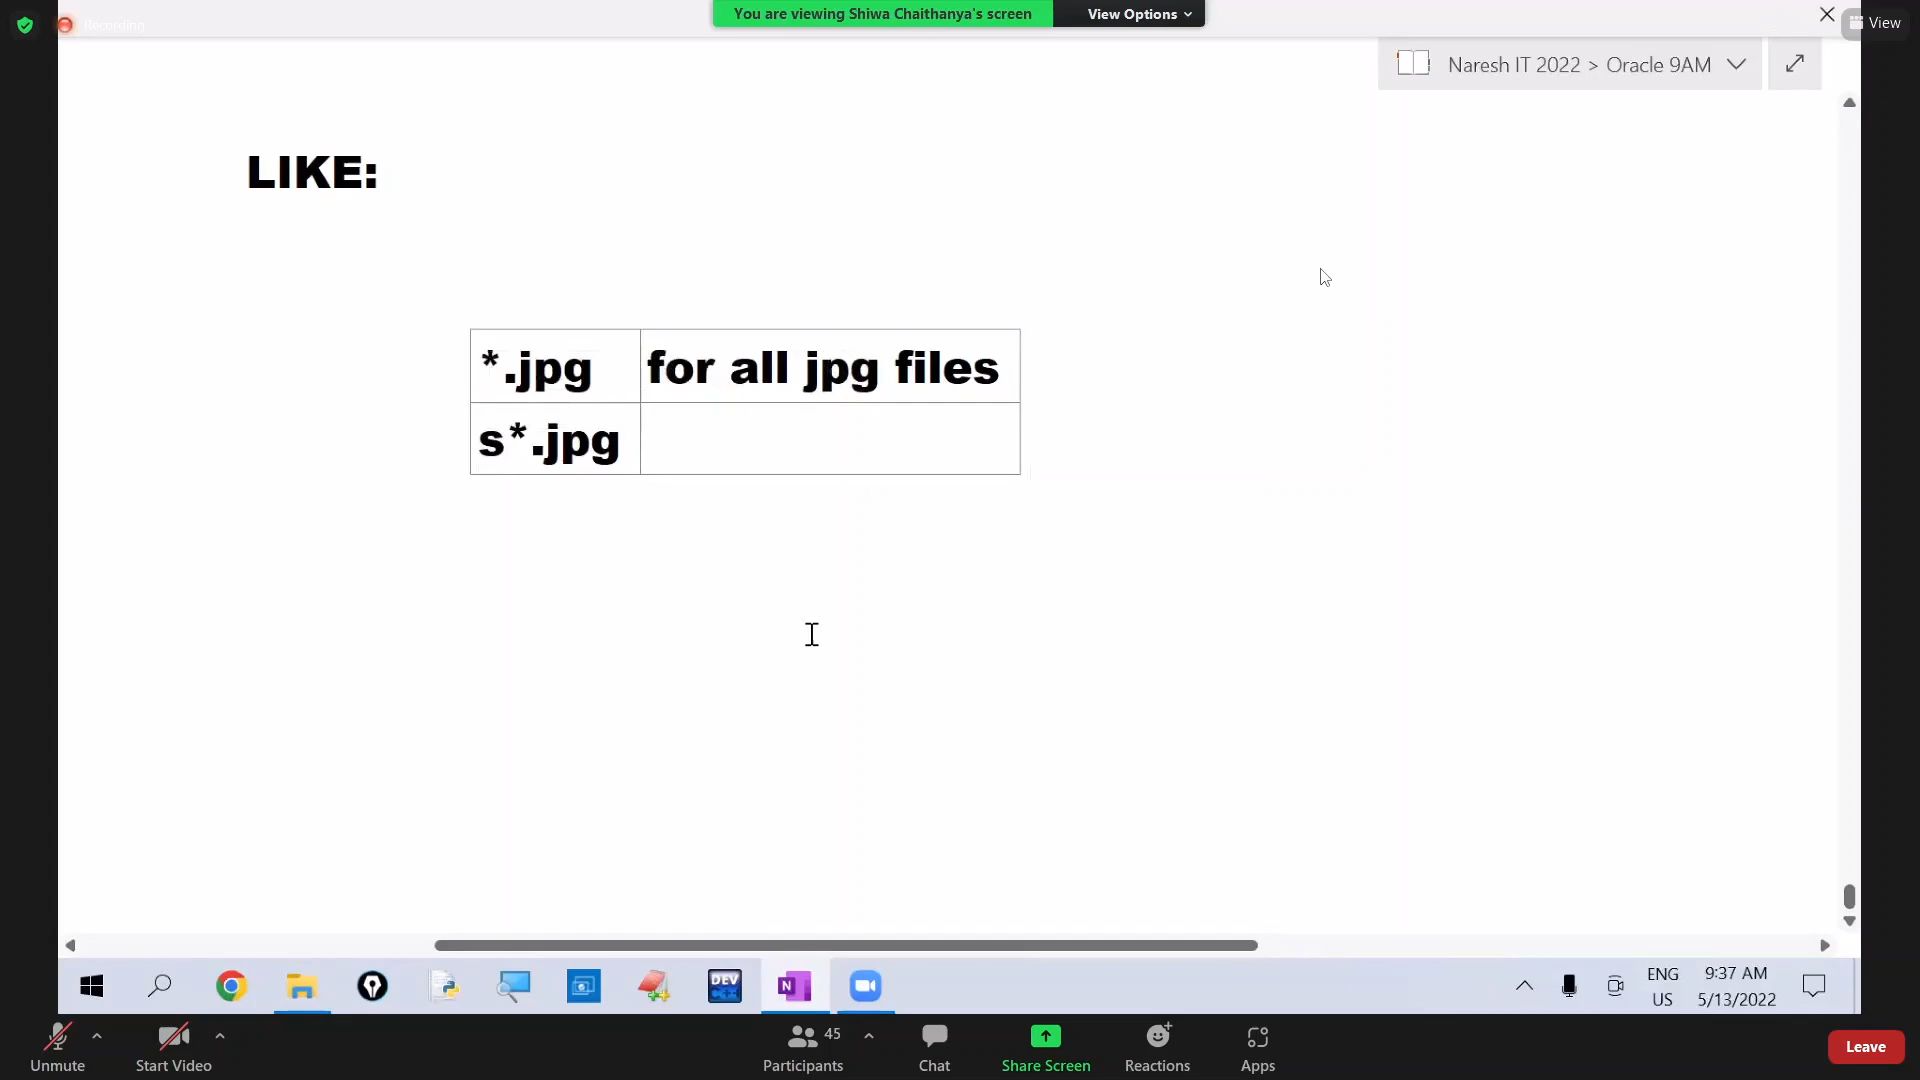 Recording
You are viewing Shiwa Chaithanya's screen
View Options
View
Naresh IT 2022 > Oracle 9AM
LIKE:
*.jpg
for all jpg files
s*.jpg
DEV
C++
N
ENG
US
9:37 AM
5/13/2022
Unmute
Start Video
45
Participants
Chat
Share Screen
Reactions
Apps
Leave